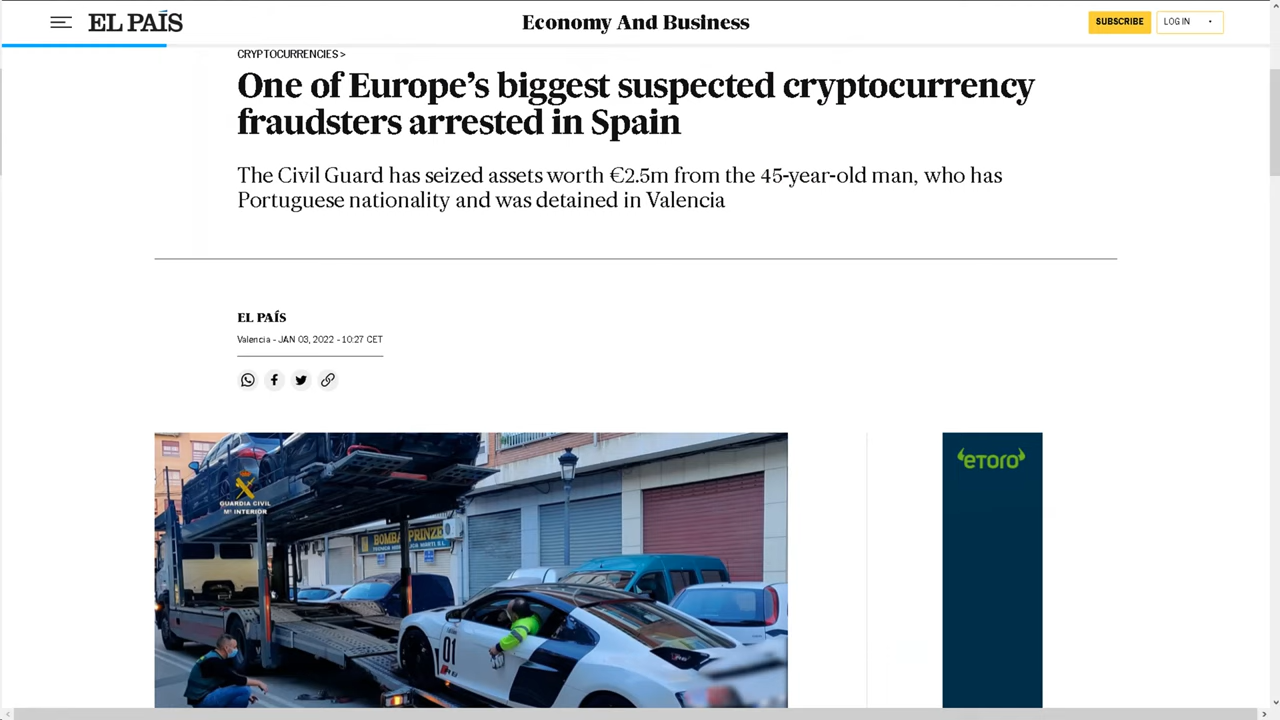 EL PAÍS
Economy And Business
SUBSCRIBE
LOG IN
CRYPTOCURRENCIES >
One of Europe's biggest suspected cryptocurrency
fraudsters arrested in Spain
The Civil Guard has seized assets worth €2.5m from the 45-year-old man, who has
Portuguese nationality and was detained in Valencia
EL PAÍS
Valencia - JAN 03, 2022 - 10:27 CET
GUARDIA CIVIL
Mº INTERIOR
BOMBA PRINZE
01
R8
eToro